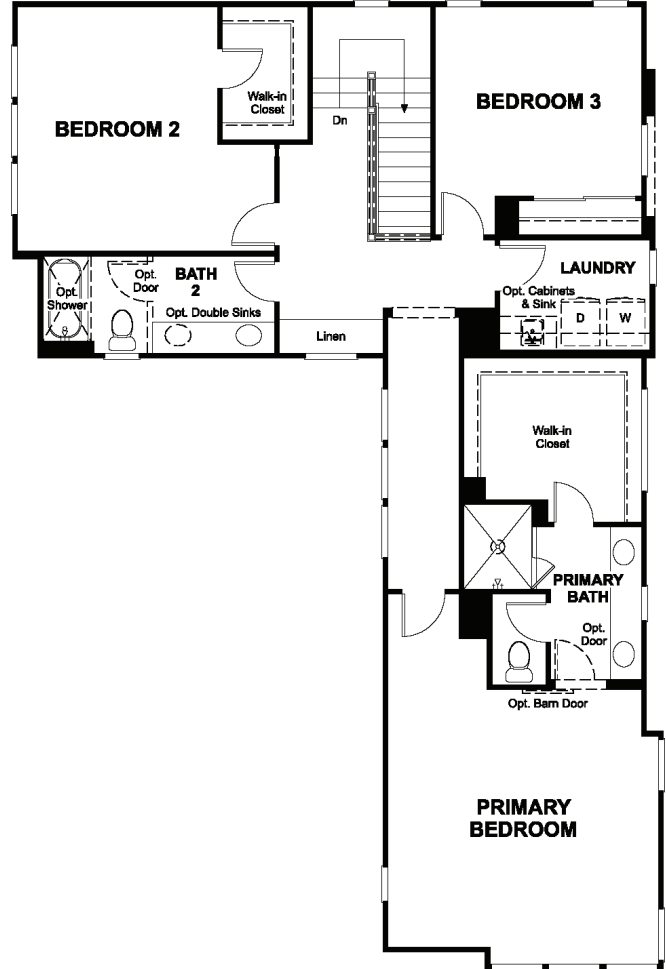 Walk-in
Closet
BEDROOM 2
BEDROOM 3
Dn
Opt.
Door
BATH
2
Opt.
Shower
Opt. Double Sinks
Linen
LAUNDRY
Opt. Cabinets
& Sink
D
W
Walk-in
Closet
PRIMARY
BATH
Opt.
Door
Opt. Barn Door
PRIMARY
BEDROOM